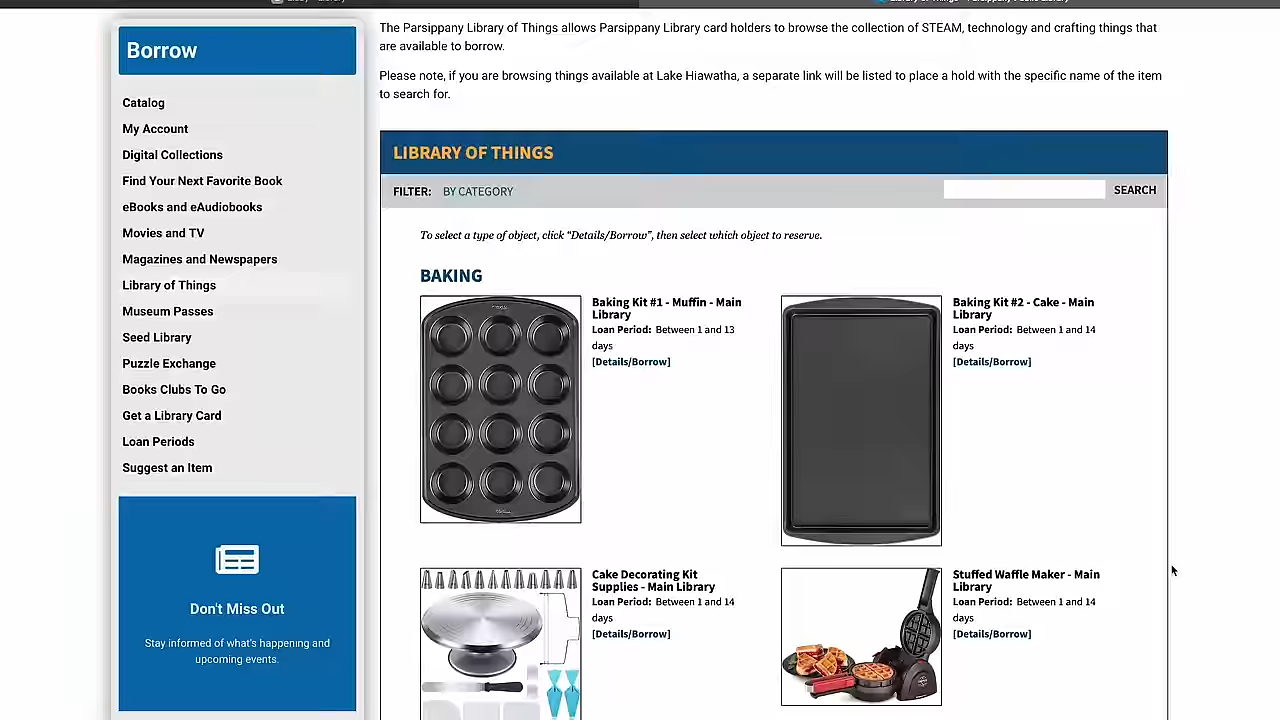 The Parsippany Library of Things allows Parsippany Library card holders to browse the collection of STEAM, technology and crafting things that
are available to borrow.
Please note, if you are browsing things available at Lake Hiawatha, a separate link will be listed to place a hold with the specific name of the item
to search for.
Borrow
Catalog
My Account
Digital Collections
Find Your Next Favorite Book
eBooks and eAudiobooks
Movies and TV
Magazines and Newspapers
Library of Things
Museum Passes
Seed Library
Puzzle Exchange
Books Clubs To Go
Get a Library Card
Loan Periods
Suggest an Item
Don't Miss Out
Stay informed of what's happening and
upcoming events.
LIBRARY OF THINGS
FILTER: BY CATEGORY
SEARCH
To select a type of object, click “Details/Borrow”, then select which object to reserve.
BAKING
Baking Kit #1 - Muffin - Main
Library
Loan Period: Between 1 and 13
days
[Details/Borrow]
Baking Kit #2 - Cake - Main
Library
Loan Period: Between 1 and 14
days
[Details/Borrow]
Cake Decorating Kit
Supplies - Main Library
Loan Period: Between 1 and 14
days
[Details/Borrow]
Stuffed Waffle Maker - Main
Library
Loan Period: Between 1 and 14
days
[Details/Borrow]